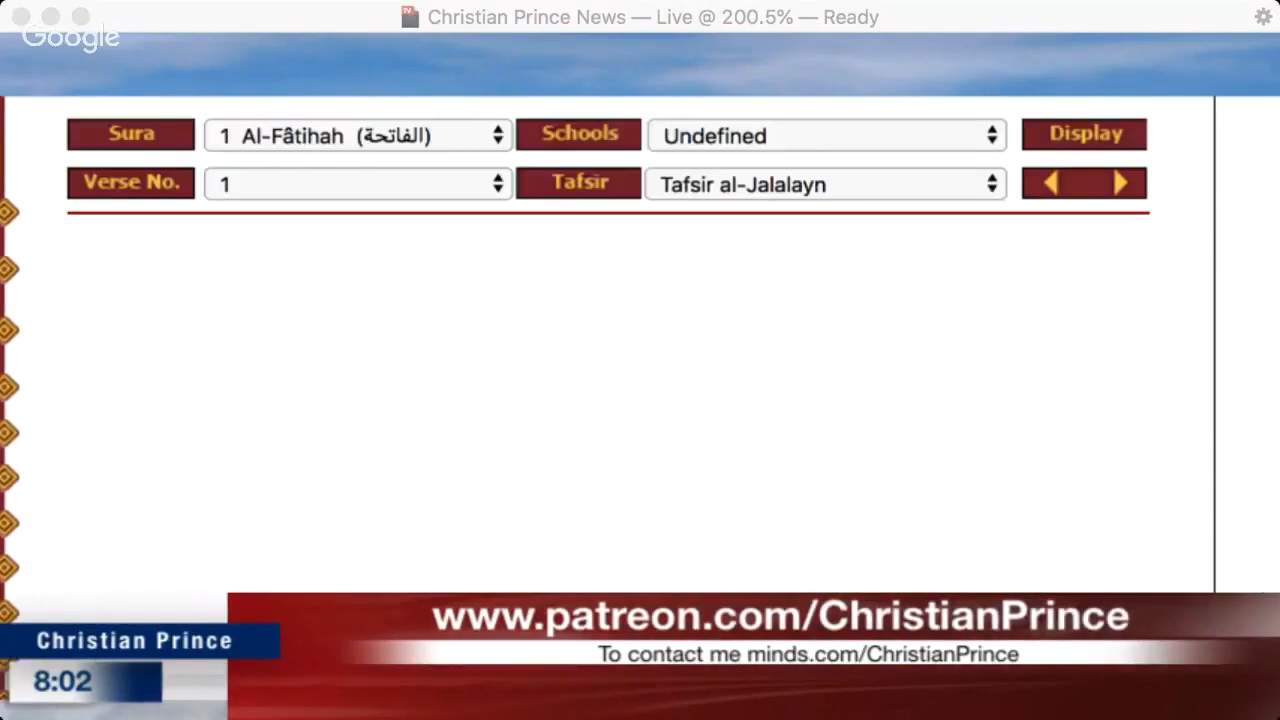 Christian Prince News — Live @ 200.5% — Ready
Google
Sura 1 Al-Fâtihah (الفاتحة) Schools Undefined Display
Verse No. 1 Tafsir Tafsir al-Jalalayn
www.patreon.com/ChristianPrince
Christian Prince
To contact me minds.com/ChristianPrince
8:02